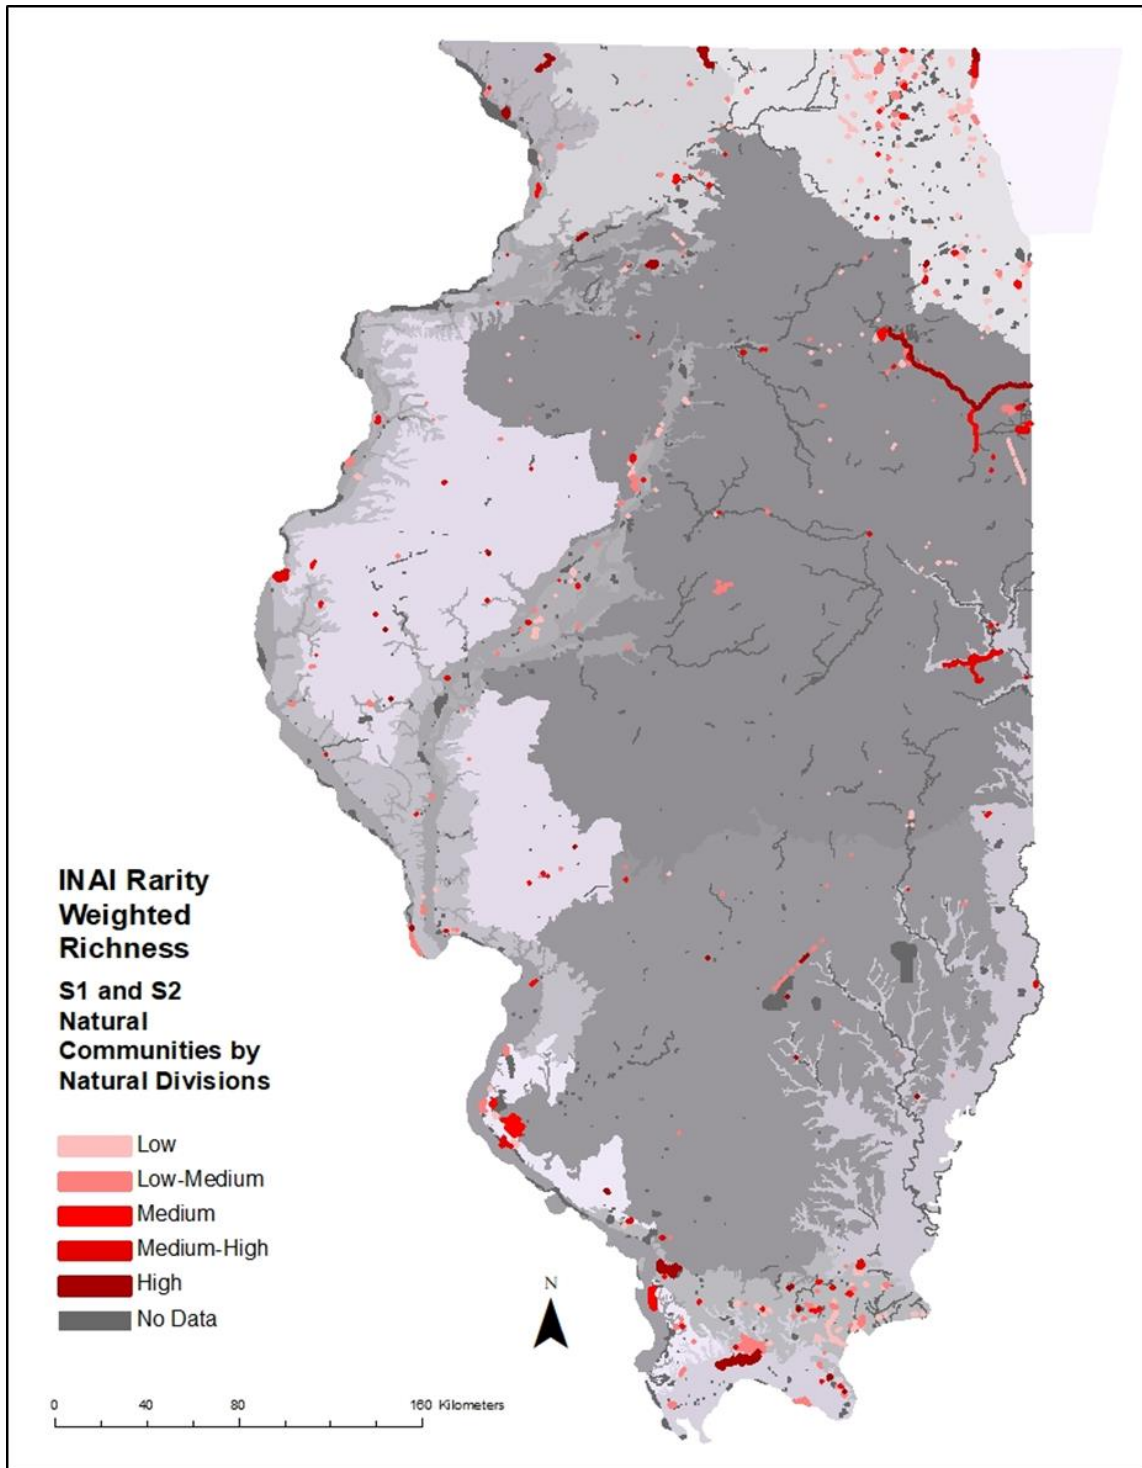 INAI Rarity
Weighted
Richness
S1 and S2
Natural
Communities by
Natural Divisions
Low
Low-Medium
Medium
Medium-High
High
No Data
N
0 40 80 160 Kilometers